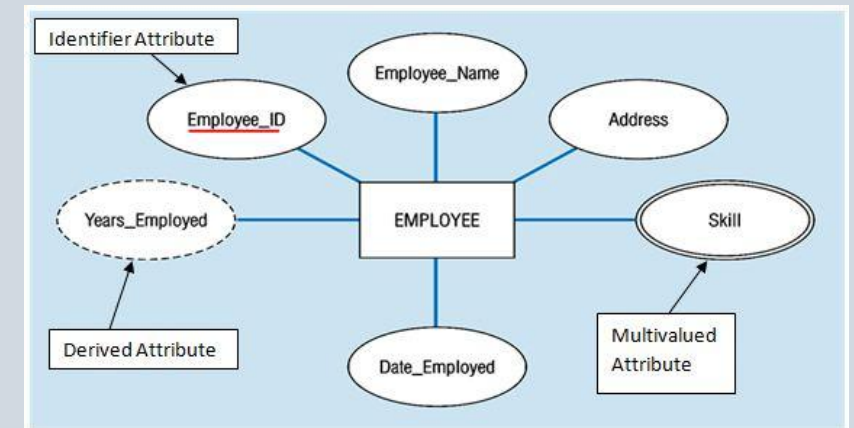 Identifier Attribute
Employee_Name
Employee_ID
Address
Years_Employed
EMPLOYEE
Skill
Derived Attribute
Date_Employed
Multivalued
Attribute